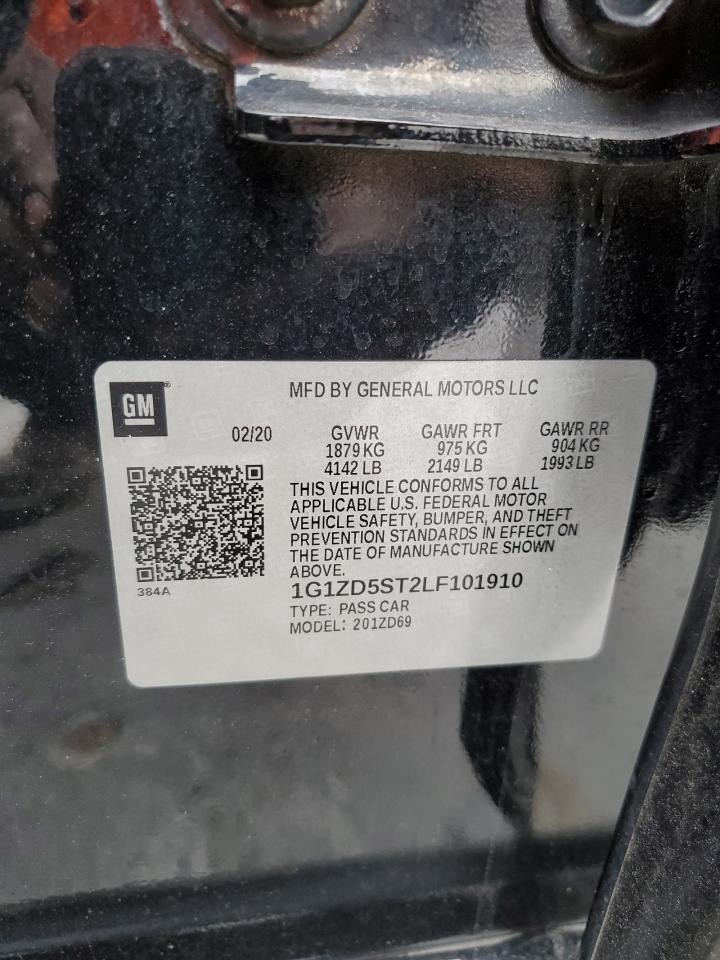 GM
MFD BY GENERAL MOTORS LLC
02/20
GVWR
1879 KG
4142 LB
GAWR FRT
975 KG
2149 LB
GAWR RR
904 KG
1993 LB
THIS VEHICLE CONFORMS TO ALL
APPLICABLE U.S. FEDERAL MOTOR
VEHICLE SAFETY, BUMPER, AND THEFT
PREVENTION STANDARDS IN EFFECT ON
THE DATE OF MANUFACTURE SHOWN
ABOVE.
384A
1G1ZD5ST2LF101910
TYPE: PASS CAR
MODEL: 201ZD69